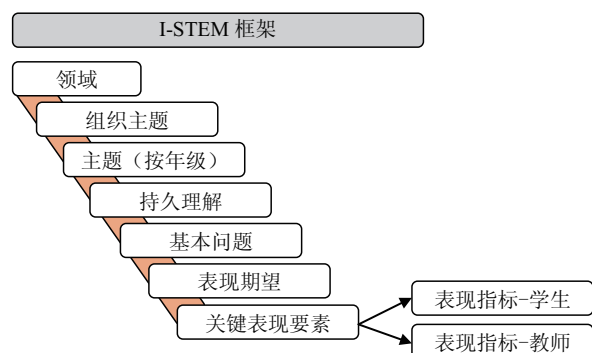 I-STEM 框架
领域
组织主题
主题（按年级）
持久理解
基本问题
表现期望
关键表现要素
表现指标-学生
表现指标-教师